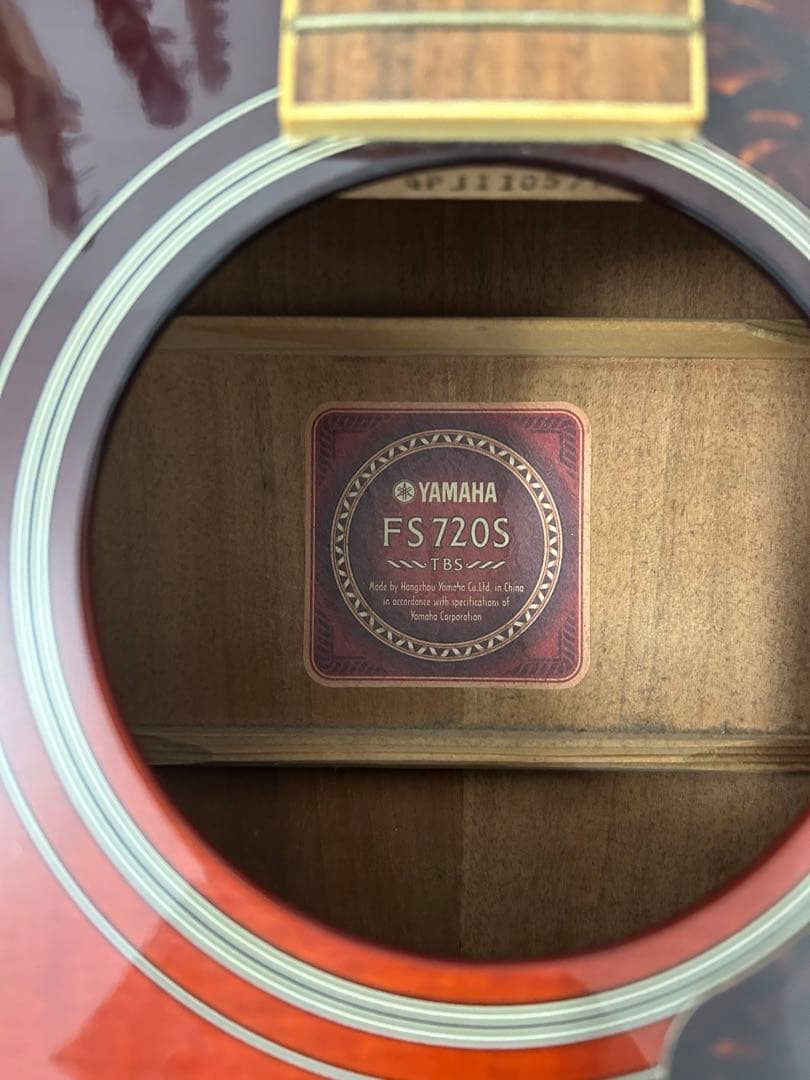 YAMAHA
FS720S
TBS
Made by Hangzhou Yamaha Co.Ltd. in China
in accordance with specifications of
Yamaha Corporation